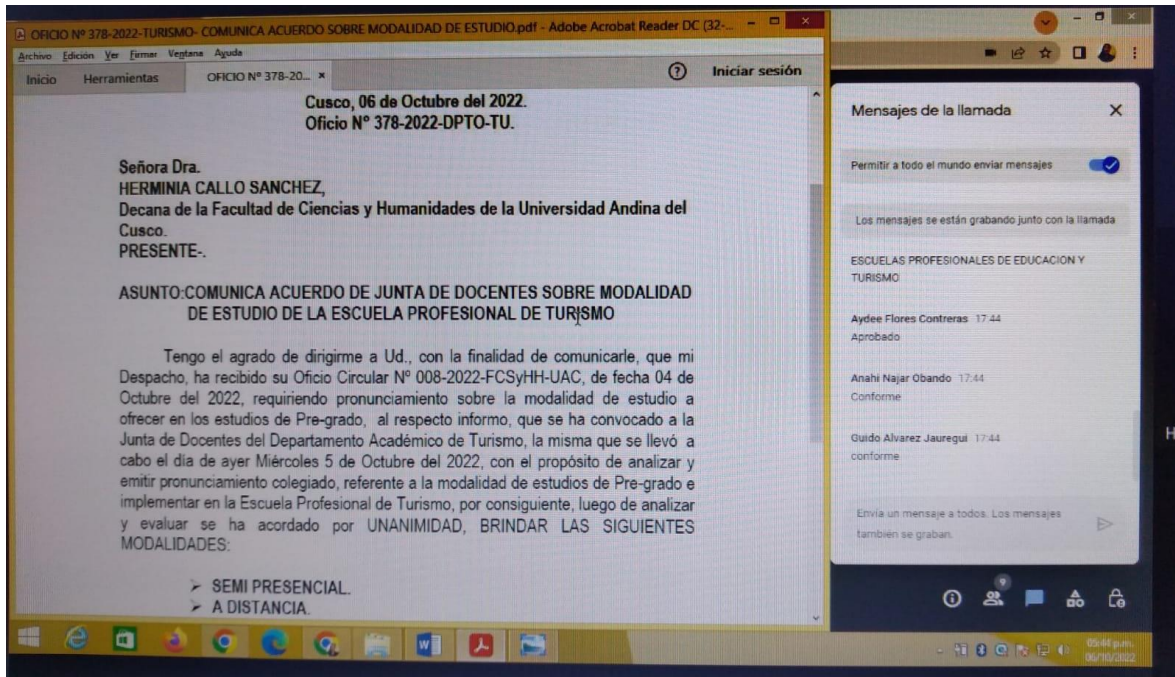 OFICIO Nº 378-2022-TURISMO- COMUNICA ACUERDO SOBRE MODALIDAD DE ESTUDIO.pdf - Adobe Acrobat Reader DC (32-...
Archivo Edición Ver Firmar Ventana Ayuda
Inicio Herramientas OFICIO Nº 378-20... × Iniciar sesión
Cusco, 06 de Octubre del 2022.
Oficio Nº 378-2022-DPTO-TU.
Señora Dra.
HERMINIA CALLO SANCHEZ,
Decana de la Facultad de Ciencias y Humanidades de la Universidad Andina del
Cusco.
PRESENTE-.
ASUNTO:COMUNICA ACUERDO DE JUNTA DE DOCENTES SOBRE MODALIDAD
DE ESTUDIO DE LA ESCUELA PROFESIONAL DE TURISMO
Tengo el agrado de dirigirme a Ud., con la finalidad de comunicarle, que mi
Despacho, ha recibido su Oficio Circular Nº 008-2022-FCSyHH-UAC, de fecha 04 de
Octubre del 2022, requiriendo pronunciamiento sobre la modalidad de estudio a
ofrecer en los estudios de Pre-grado, al respecto informo, que se ha convocado a la
Junta de Docentes del Departamento Académico de Turismo, la misma que se llevó a
cabo el día de ayer Miércoles 5 de Octubre del 2022, con el propósito de analizar y
emitir pronunciamiento colegiado, referente a la modalidad de estudios de Pre-grado e
implementar en la Escuela Profesional de Turismo, por consiguiente, luego de analizar
y evaluar se ha acordado por UNANIMIDAD, BRINDAR LAS SIGUIENTES
MODALIDADES:
➢ SEMI PRESENCIAL.
➢ A DISTANCIA.
Mensajes de la llamada
Permitir a todo el mundo enviar mensajes
Los mensajes se están grabando junto con la llamada
ESCUELAS PROFESIONALES DE EDUCACION Y
TURISMO
Aydee Flores Contreras 17:44
Aprobado
Anahi Najar Obando 17:44
Conforme
Guido Alvarez Jauregui 17:44
conforme
Envía un mensaje a todos. Los mensajes
también se graban.
9
H
05:44 p.m.
06/10/2022